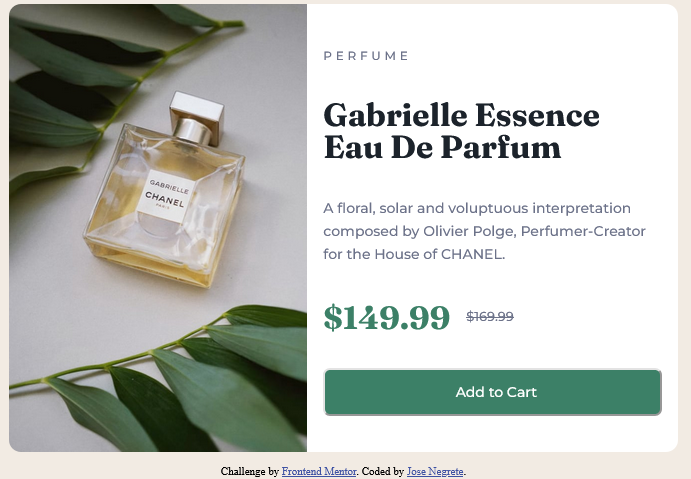 PERFUME
Gabrielle Essence
Eau De Parfum
A floral, solar and voluptuous interpretation
composed by Olivier Polge, Perfumer-Creator
for the House of CHANEL.
$149.99 $169.99
Add to Cart
GABRIELLE
CHANEL
PARIS
Challenge by Frontend Mentor. Coded by Jose Negrete.